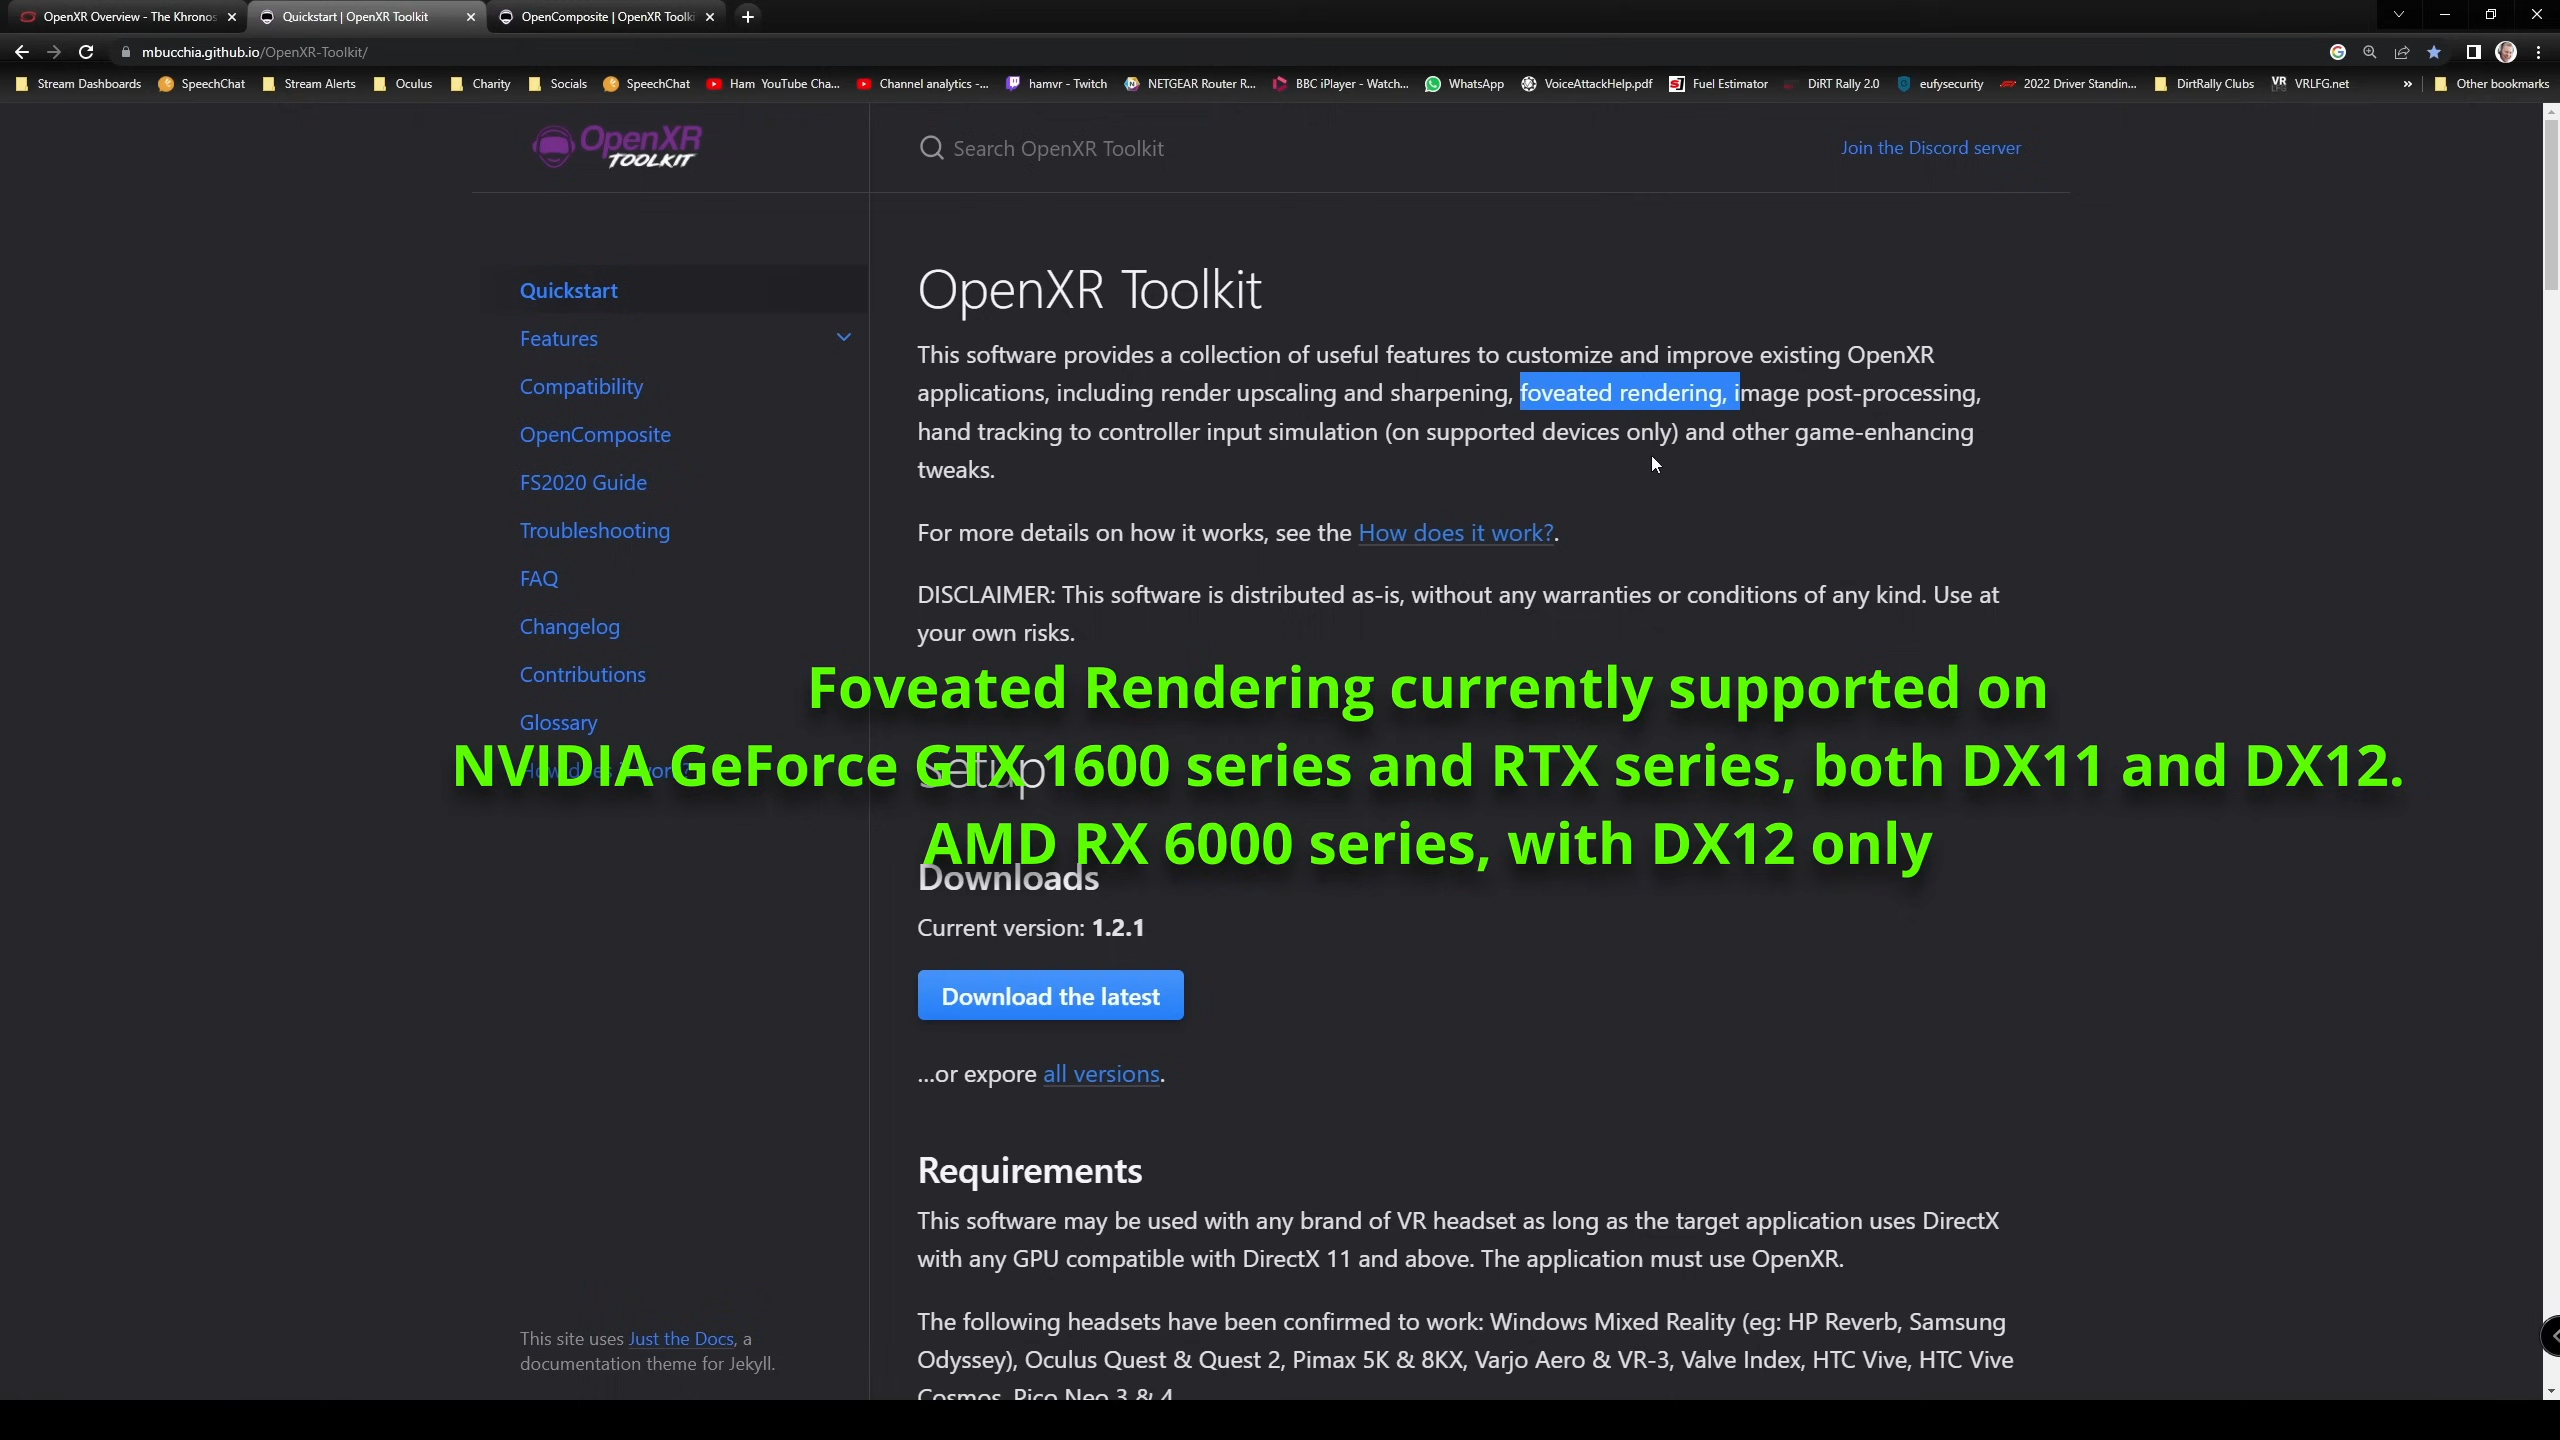 OpenXR Overview - The Khronos
Quickstart | OpenXR Toolkit
OpenComposite | OpenXR Toolki
mbucchia.github.io/OpenXR-Toolkit/
Stream Dashboards
SpeechChat
Stream Alerts
Oculus
Charity
Socials
SpeechChat
Ham YouTube Cha...
Channel analytics -...
hamvr - Twitch
NETGEAR Router R...
BBC iPlayer - Watch...
WhatsApp
VoiceAttackHelp.pdf
Fuel Estimator
DiRT Rally 2.0
eufysecurity
2022 Driver Standin...
DirtRally Clubs
VRLFG.net
Other bookmarks
OpenXR
TOOLKIT
Search OpenXR Toolkit
Join the Discord server
Quickstart
Features
Compatibility
OpenComposite
FS2020 Guide
Troubleshooting
FAQ
Changelog
Contributions
Glossary
OpenXR Toolkit
This software provides a collection of useful features to customize and improve existing OpenXR
applications, including render upscaling and sharpening, foveated rendering, image post-processing,
hand tracking to controller input simulation (on supported devices only) and other game-enhancing
tweaks.
For more details on how it works, see the How does it work?.
DISCLAIMER: This software is distributed as-is, without any warranties or conditions of any kind. Use at
your own risks.
Foveated Rendering currently supported on
NVIDIA GeForce GTX 1600 series and RTX series, both DX11 and DX12.
AMD RX 6000 series, with DX12 only
Setup
Downloads
Current version: 1.2.1
Download the latest
...or expore all versions.
Requirements
This software may be used with any brand of VR headset as long as the target application uses DirectX
with any GPU compatible with DirectX 11 and above. The application must use OpenXR.
The following headsets have been confirmed to work: Windows Mixed Reality (eg: HP Reverb, Samsung
Odyssey), Oculus Quest & Quest 2, Pimax 5K & 8KX, Varjo Aero & VR-3, Valve Index, HTC Vive, HTC Vive
Cosmos, Pico Neo 3 & 4
This site uses Just the Docs, a
documentation theme for Jekyll.